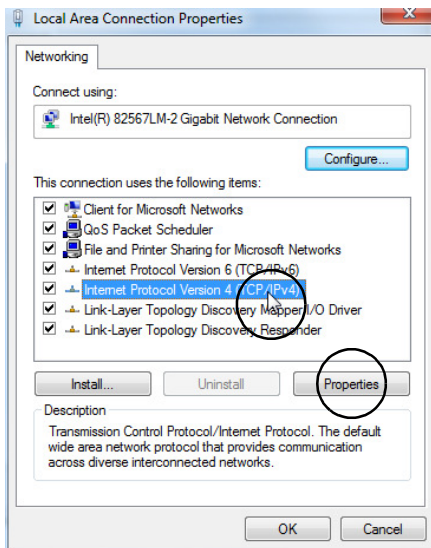 Local Area Connection Properties
Networking
Connect using:
Intel(R) 82567LM-2 Gigabit Network Connection
Configure...
This connection uses the following items:
Client for Microsoft Networks
QoS Packet Scheduler
File and Printer Sharing for Microsoft Networks
Internet Protocol Version 6 (TCP/IPv6)
Internet Protocol Version 4 (TCP/IPv4)
Link-Layer Topology Discovery Mapper I/O Driver
Link-Layer Topology Discovery Responder
Install...
Uninstall
Properties
Description
Transmission Control Protocol/Internet Protocol. The default
wide area network protocol that provides communication
across diverse interconnected networks.
OK
Cancel